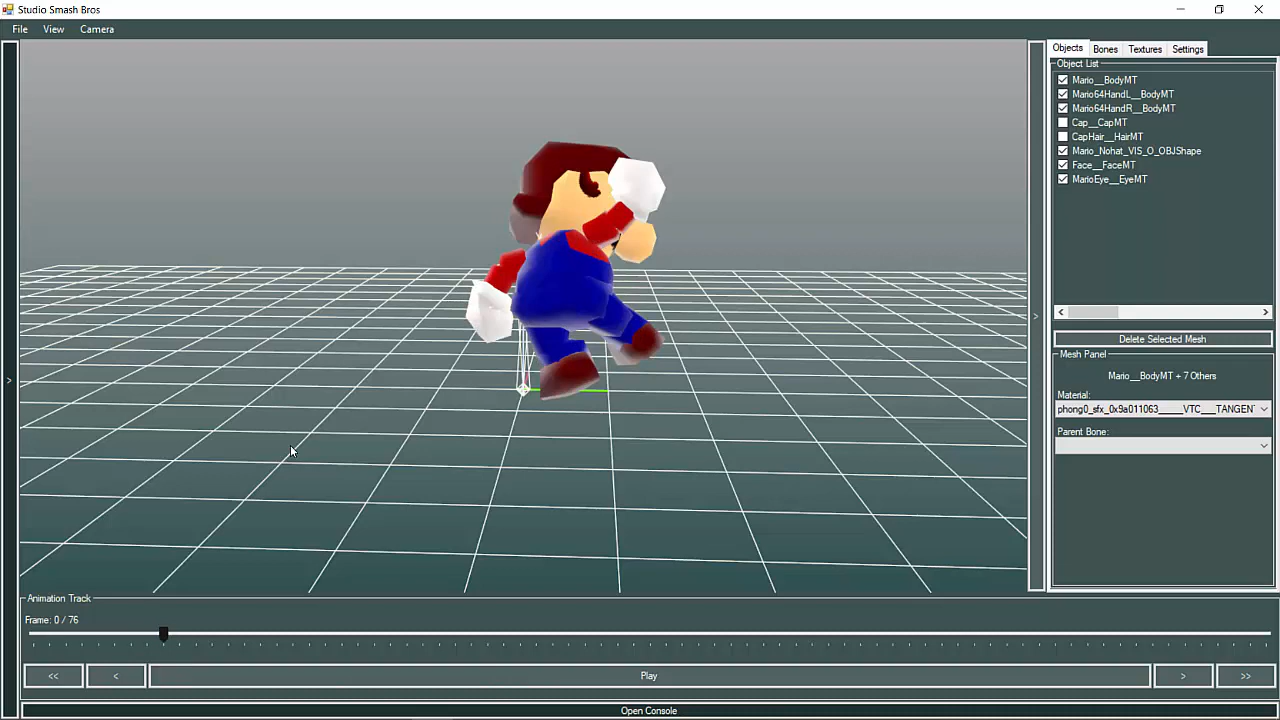 Studio Smash Bros
File View Camera
Objects Bones Textures Settings
Object List
Mario__BodyMT
Mario64HandL__BodyMT
Mario64HandR__BodyMT
Cap__CapMT
CapHair__HairMT
Mario_Nohat_VIS_O_OBJShape
Face__FaceMT
MarioEye__EyeMT
Delete Selected Mesh
Mesh Panel
Mario__BodyMT + 7 Others
Material:
phong0_sfx_0x9a011063_____VTC___TANGENT
Parent Bone:
Animation Track
Frame: 0 / 76
<< < Play > >>
Open Console